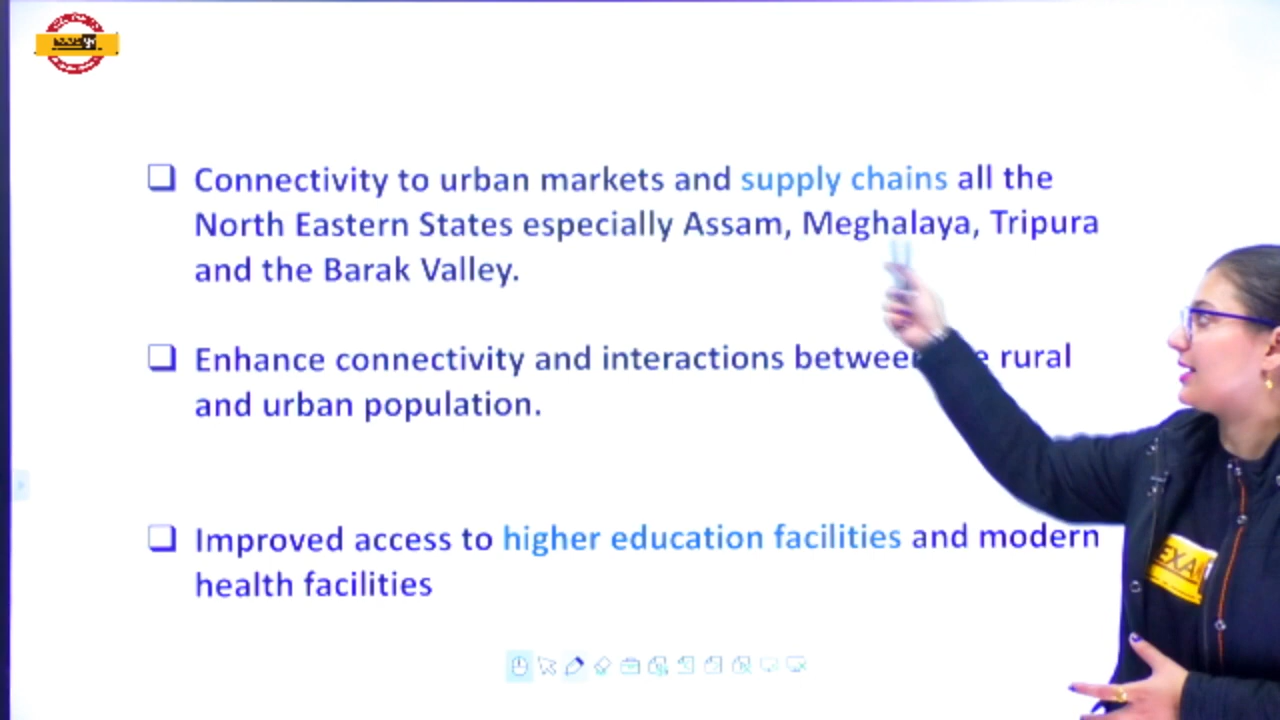 Connectivity to urban markets and supply chains all the
North Eastern States especially Assam, Meghalaya, Tripura
and the Barak Valley.
Enhance connectivity and interactions between rural
and urban population.
Improved access to higher education facilities and modern
health facilities
EXA